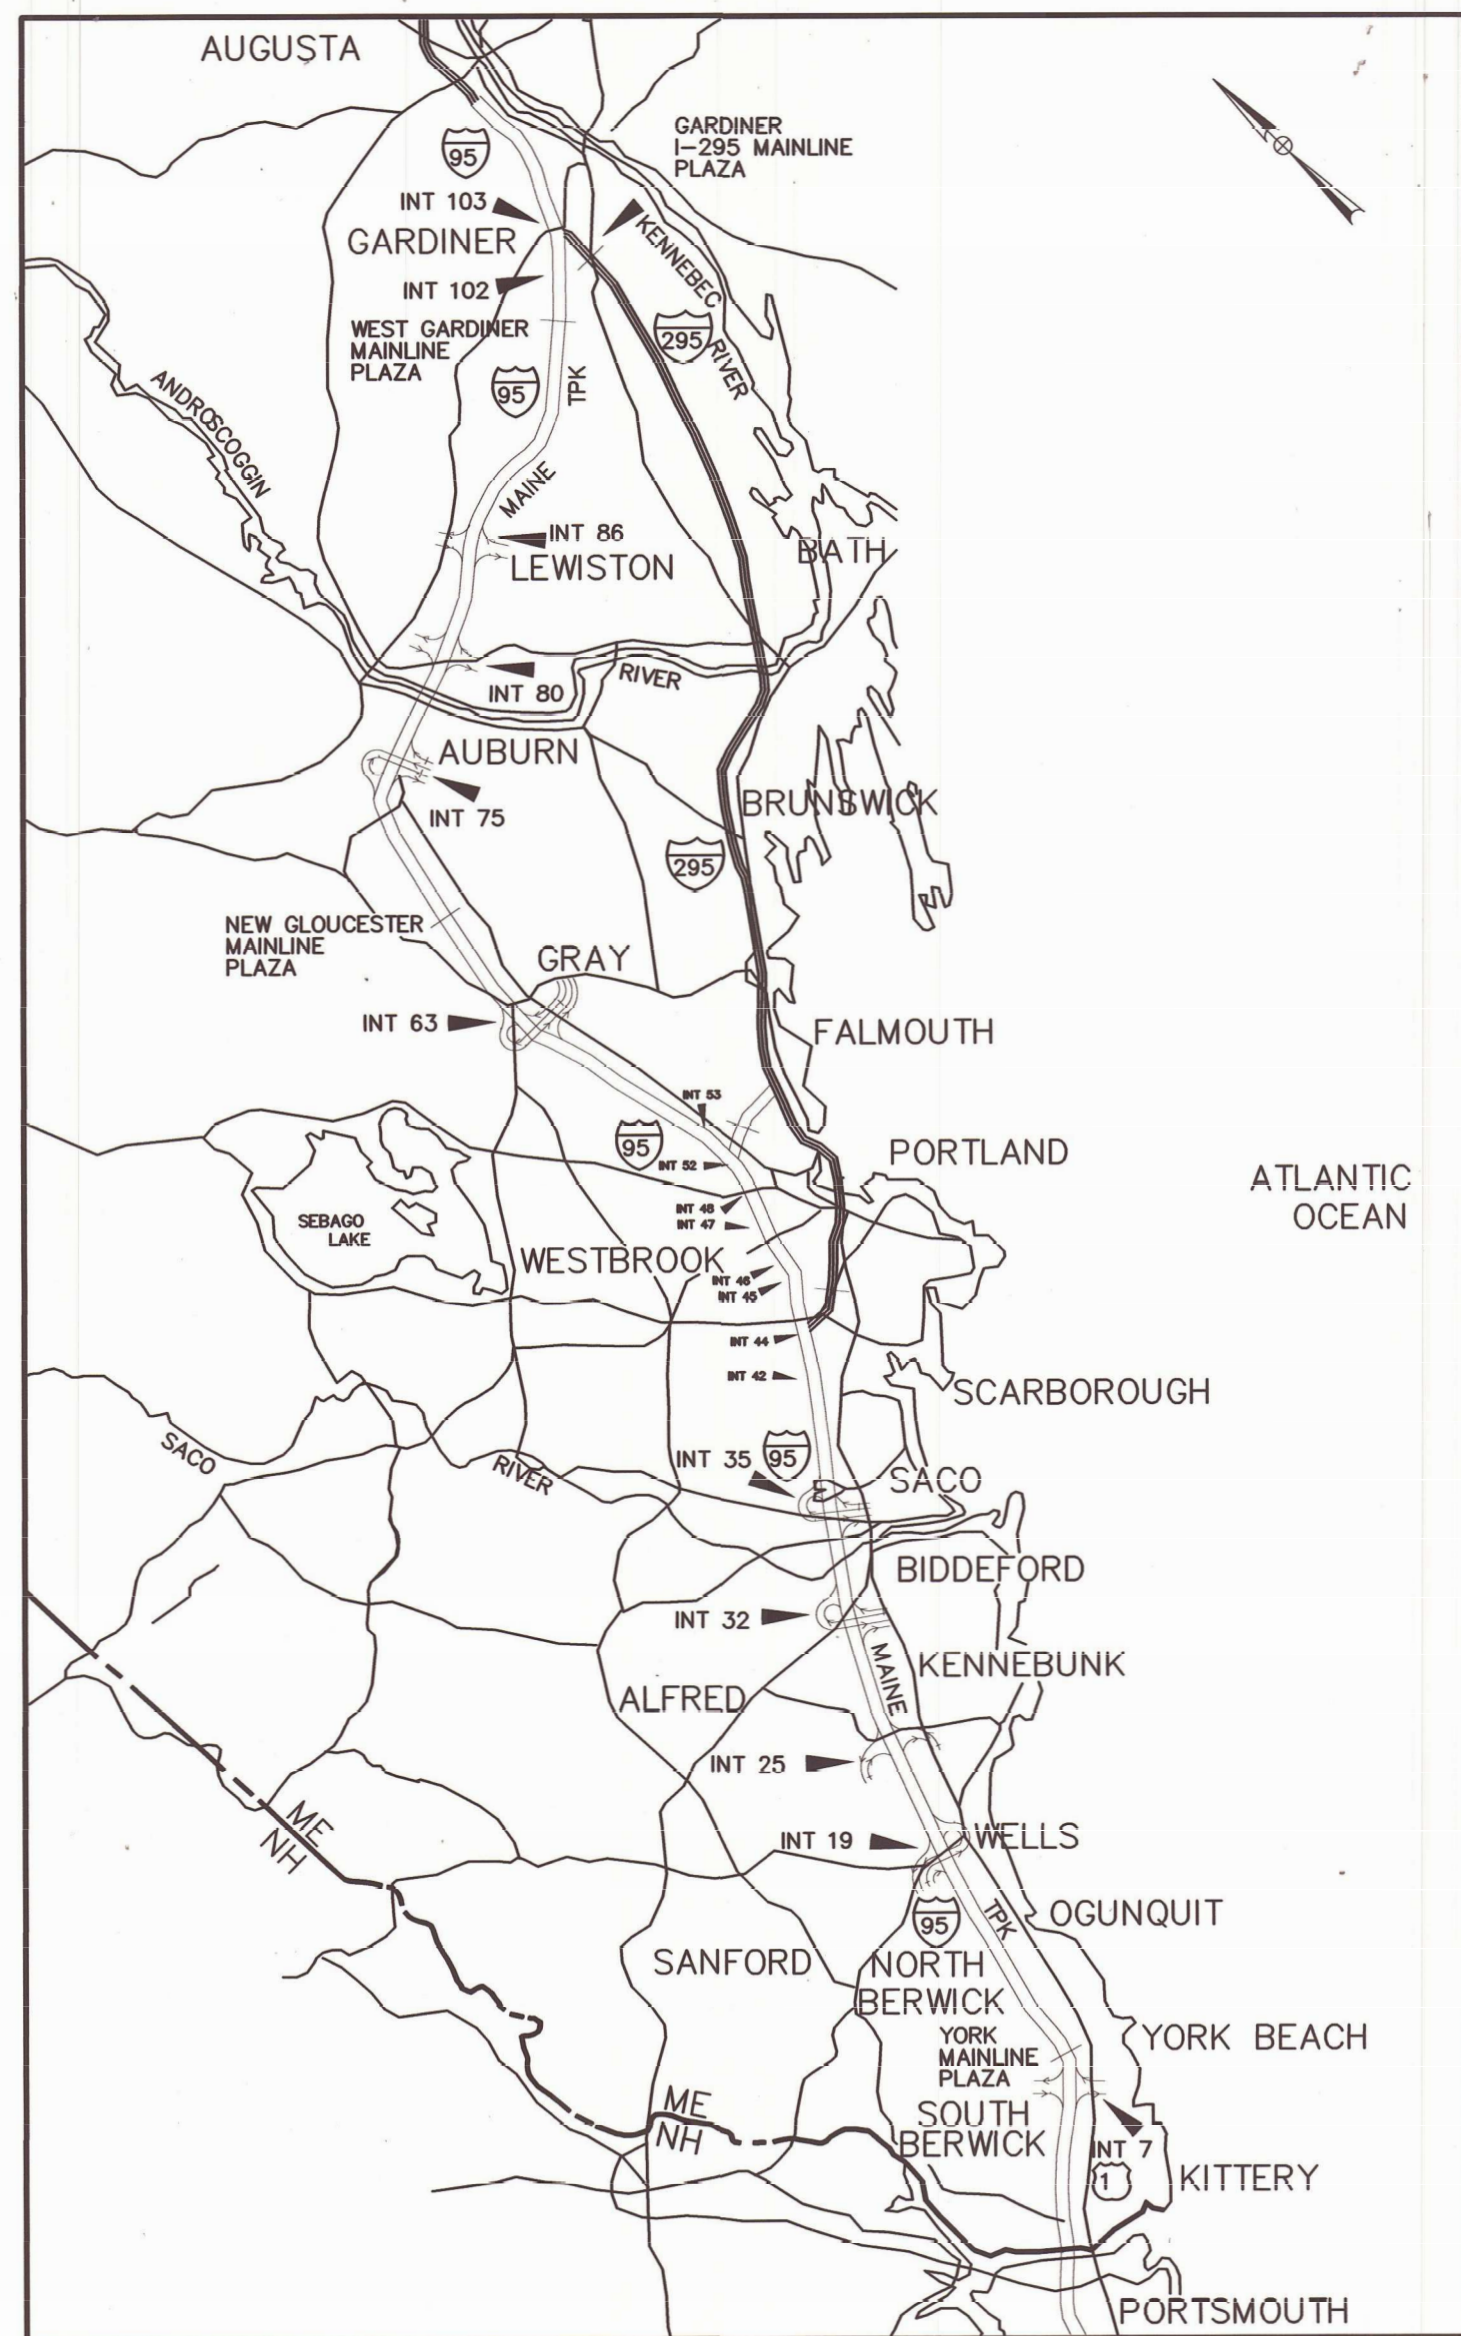 AUGUSTA
GARDINER
I-295 MAINLINE
PLAZA
95
INT 103
GARDINER
KENNEBEC
RIVER
INT 102
WEST GARDINER
MAINLINE
PLAZA
295
95
TPK
MAINE
ANDROSCOGGIN
INT 86
LEWISTON
BATH
RIVER
INT 80
AUBURN
INT 75
BRUNSWICK
295
NEW GLOUCESTER
MAINLINE
PLAZA
GRAY
INT 63
FALMOUTH
INT 53
95
INT 52
PORTLAND
ATLANTIC
OCEAN
INT 48
INT 47
SEBAGO
LAKE
WESTBROOK
INT 46
INT 45
INT 44
INT 42
SCARBOROUGH
SACO
RIVER
INT 35
95
SACO
BIDDEFORD
INT 32
MAINE
KENNEBUNK
ALFRED
INT 25
ME
NH
INT 19
WELLS
95
TPK
OGUNQUIT
SANFORD
NORTH
BERWICK
YORK
MAINLINE
PLAZA
YORK BEACH
ME
NH
SOUTH
BERWICK
INT 7
1
KITTERY
PORTSMOUTH